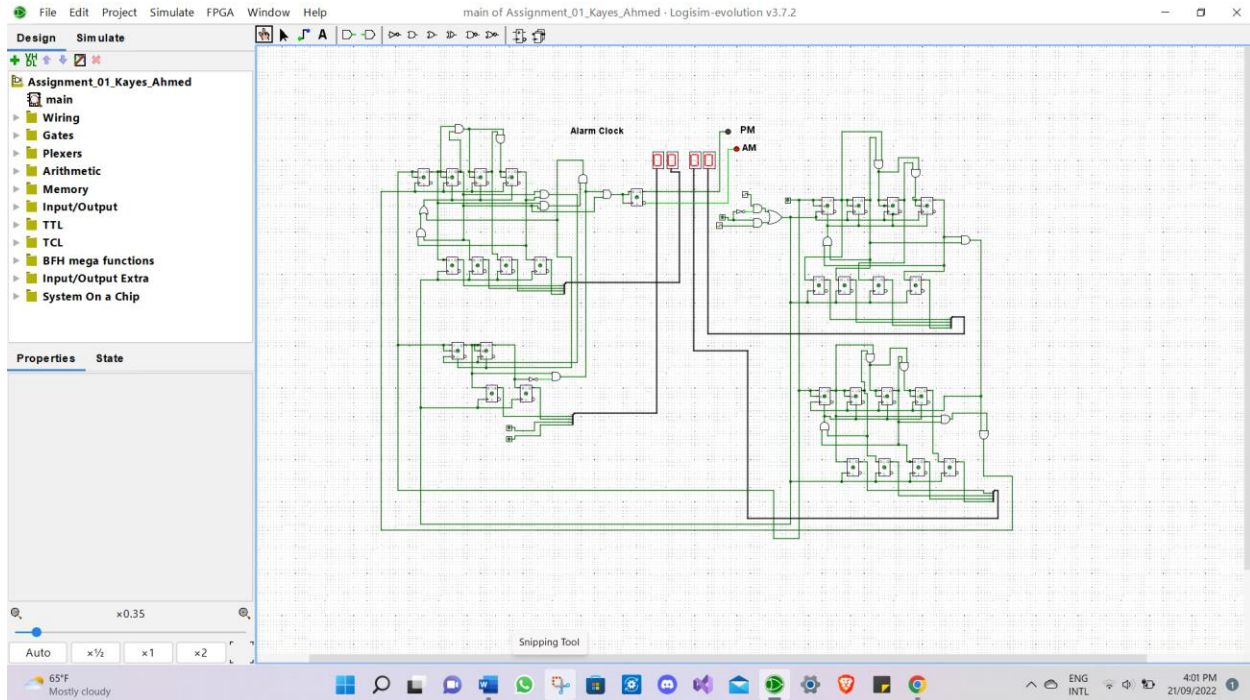 File Edit Project Simulate FPGA Window Help
main of Assignment_01_Kayes_Ahmed · Logisim-evolution v3.7.2
Design Simulate
Assignment_01_Kayes_Ahmed
main
Wiring
Gates
Plexers
Arithmetic
Memory
Input/Output
TTL
TCL
BFH mega functions
Input/Output Extra
System On a Chip
Alarm Clock
PM
AM
Properties State
×0.35
Auto ×½ ×1 ×2
Snipping Tool
65°F
Mostly cloudy
ENG
INTL
4:01 PM
21/09/2022